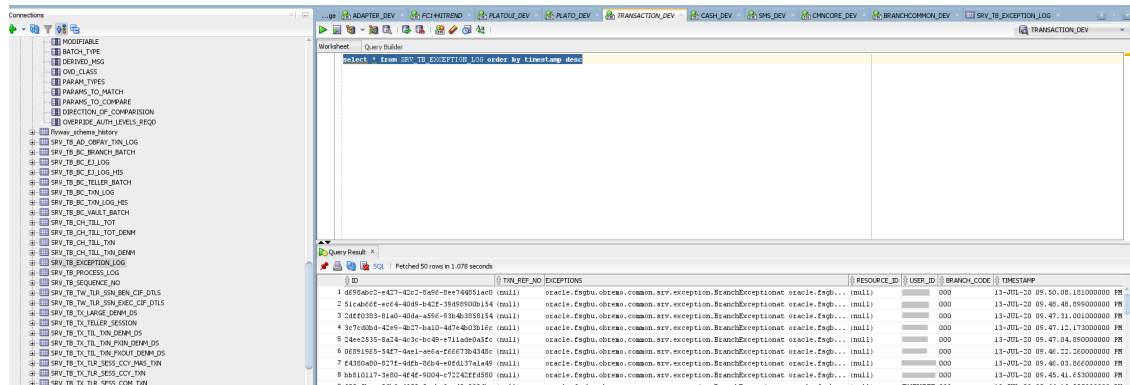 Connections
MODIFIABLE
BATCH_TYPE
DERIVED_MSG
OVD_CLASS
PARAM_TYPES
PARAMS_TO_MATCH
PARAMS_TO_COMPARE
DIRECTION_OF_COMPARISION
OVERRIDE_AUTH_LEVELS_REQD
flyway_schema_history
SRV_TB_AD_OBPAY_TXN_LOG
SRV_TB_BC_BRANCH_BATCH
SRV_TB_BC_EJ_LOG
SRV_TB_BC_EJ_LOG_HIS
SRV_TB_BC_TELLER_BATCH
SRV_TB_BC_TXN_LOG
SRV_TB_BC_TXN_LOG_HIS
SRV_TB_BC_VAULT_BATCH
SRV_TB_CH_TILL_TOT
SRV_TB_CH_TILL_TOT_DENM
SRV_TB_CH_TILL_TXN
SRV_TB_CH_TILL_TXN_DENM
SRV_TB_EXCEPTION_LOG
SRV_TB_PROCESS_LOG
SRV_TB_SEQUENCE_NO
SRV_TB_TW_TLR_SSN_BEN_CIF_DTLS
SRV_TB_TW_TLR_SSN_EXEC_CIF_DTLS
SRV_TB_TX_LARGE_DENM_DS
SRV_TB_TX_TELLER_SESSION
SRV_TB_TX_TIL_TXN_DENM_DS
SRV_TB_TX_TIL_TXN_FXIN_DENM_DS
SRV_TB_TX_TIL_TXN_FXOUT_DENM_DS
SRV_TB_TX_TLR_SESS_CCY_MAS_TXN
SRV_TB_TX_TLR_SESS_CCY_TXN
SRV_TB_TX_TLR_SESS_COM_TXN
...ge ADAPTER_DEV FC144ITREND PLATOUI_DEV PLATO_DEV TRANSACTION_DEV CASH_DEV SMS_DEV CMNCORE_DEV BRANCHCOMMON_DEV SRV_TB_EXCEPTION_LOG
TRANSACTION_DEV
Worksheet Query Builder
select * from SRV_TB_EXCEPTION_LOG order by timestamp desc
Query Result
SQL | Fetched 50 rows in 1.078 seconds
ID TXN_REF_NO EXCEPTIONS RESOURCE_ID USER_ID BRANCH_CODE TIMESTAMP
1 dd98abc2-e427-42c2-8a96-8ee744851ac0 (null) oracle.fsgbu.obremo.common.srv.exception.BranchExceptionat oracle.fsgb... (null) 000 13-JUL-20 09.50.08.181000000 PM
2 51cab66f-ec64-40d9-b42f-39d98900b154 (null) oracle.fsgbu.obremo.common.srv.exception.BranchExceptionat oracle.fsgb... (null) 000 13-JUL-20 09.48.48.899000000 PM
3 2dff0383-81a0-40da-a596-93b4b3858154 (null) oracle.fsgbu.obremo.common.srv.exception.BranchExceptionat oracle.fsgb... (null) 000 13-JUL-20 09.47.31.001000000 PM
4 3c7cd0bd-42e9-4b27-ba10-4d7e4b03b16c (null) oracle.fsgbu.obremo.common.srv.exception.BranchExceptionat oracle.fsgb... (null) 000 13-JUL-20 09.47.12.173000000 PM
5 24ee2535-8a24-4c3c-bc49-e711ade0a5fc (null) oracle.fsgbu.obremo.common.srv.exception.BranchExceptionat oracle.fsgb... (null) 000 13-JUL-20 09.47.04.890000000 PM
6 06891965-54f7-4ae1-ae6a-f66673b4348c (null) oracle.fsgbu.obremo.common.srv.exception.BranchExceptionat oracle.fsgb... (null) 000 13-JUL-20 09.46.22.260000000 PM
7 f4380a80-827f-4dfb-86b4-e0fd137a1a49 (null) oracle.fsgbu.obremo.common.srv.exception.BranchExceptionat oracle.fsgb... (null) 000 13-JUL-20 09.46.03.866000000 PM
8 bb810117-3e80-4f4f-9004-c72242ffd580 (null) oracle.fsgbu.obremo.common.srv.exception.BranchExceptionat oracle.fsgb... (null) 000 13-JUL-20 09.45.41.653000000 PM